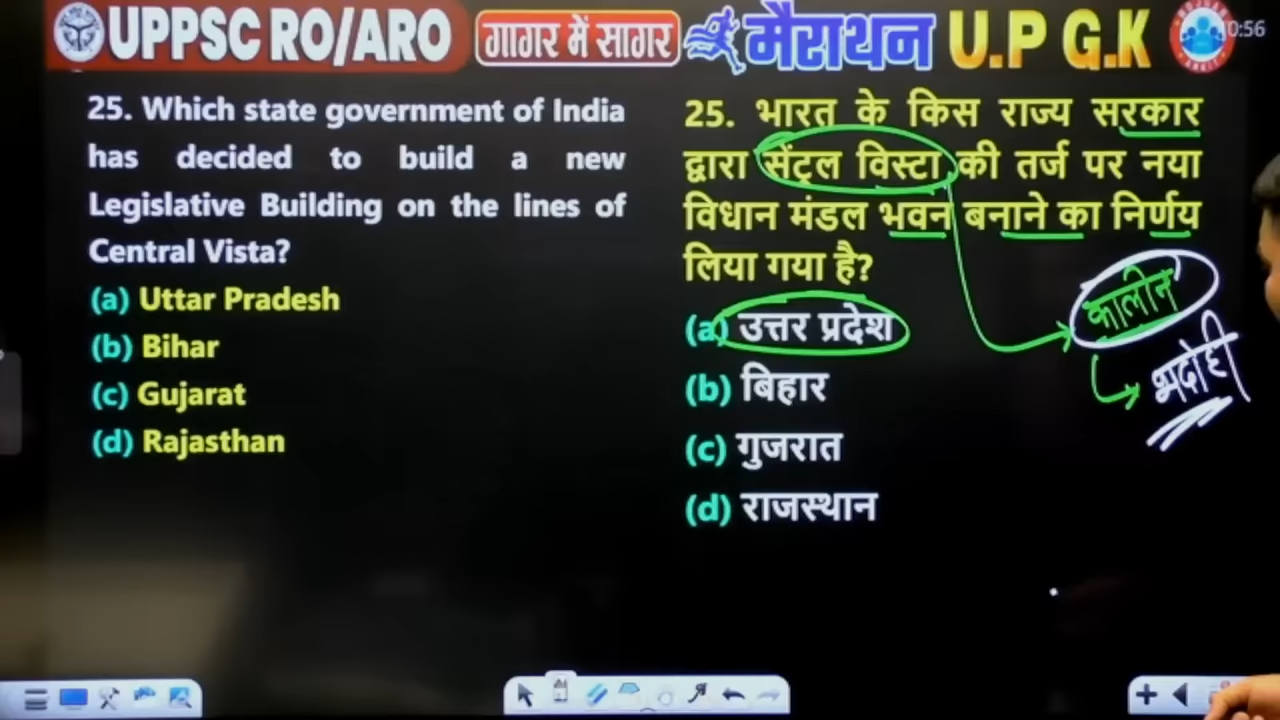 UPPSC RO/ARO गागर में सागर मैराथन U.P G.K
0:56
25. Which state government of India
has decided to build a new
Legislative Building on the lines of
Central Vista?
(a) Uttar Pradesh
(b) Bihar
(c) Gujarat
(d) Rajasthan
25. भारत के किस राज्य सरकार
द्वारा सेंट्रल विस्टा की तर्ज पर नया
विधान मंडल भवन बनाने का निर्णय
लिया गया है?
(a) उत्तर प्रदेश
(b) बिहार
(c) गुजरात
(d) राजस्थान
कालीन
भदोही